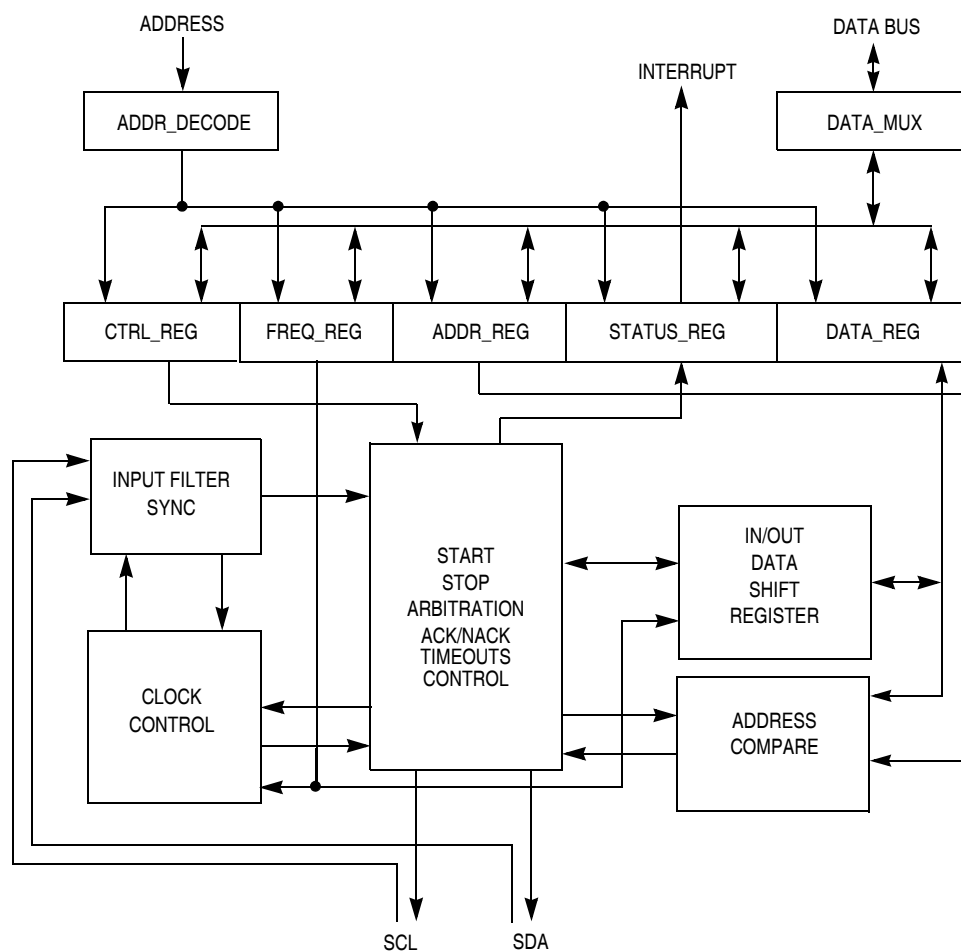 ADDRESS
DATA BUS
INTERRUPT
ADDR_DECODE
DATA_MUX
CTRL_REG
FREQ_REG
ADDR_REG
STATUS_REG
DATA_REG
INPUT FILTER
SYNC
START
STOP
ARBITRATION
ACK/NACK
TIMEOUTS
CONTROL
IN/OUT
DATA
SHIFT
REGISTER
CLOCK
CONTROL
ADDRESS
COMPARE
SCL
SDA